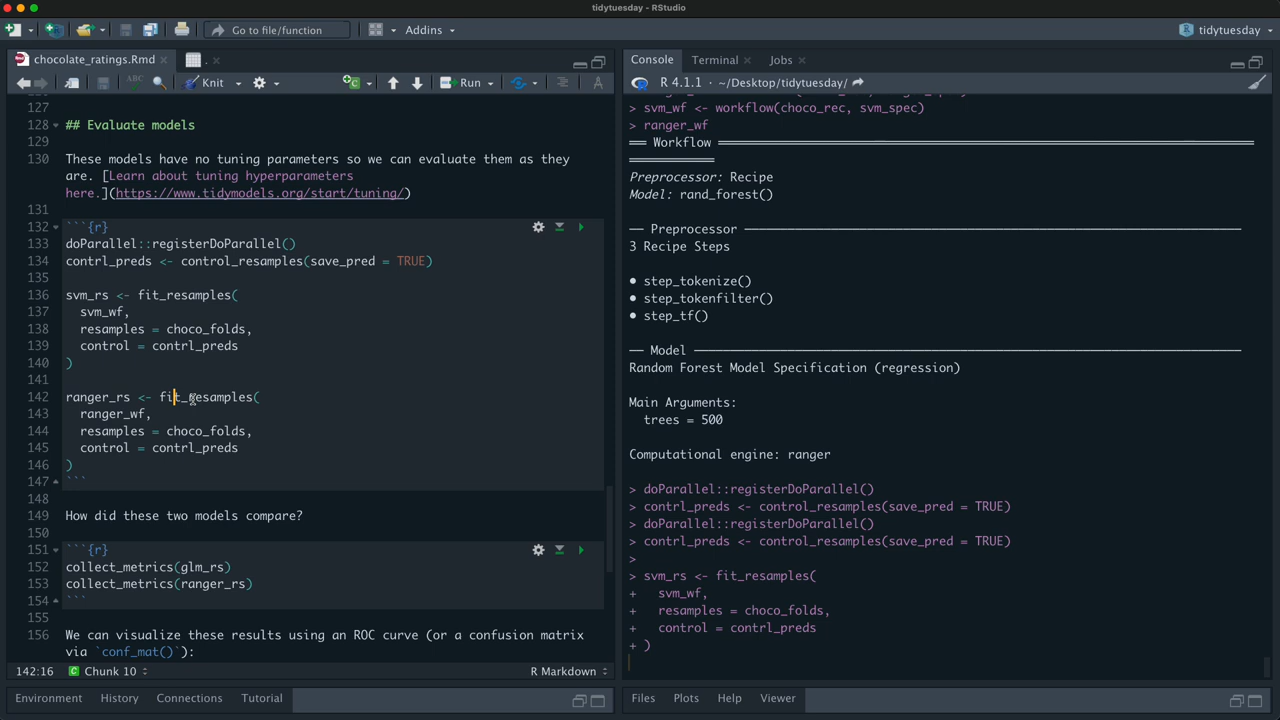 tidytuesday - RStudio
Go to file/function
Addins
tidytuesday
chocolate_ratings.Rmd
.
ABC
Knit
Run
127
128 ## Evaluate models
129
130 These models have no tuning parameters so we can evaluate them as they
are. [Learn about tuning hyperparameters
here.](https://www.tidymodels.org/start/tuning/)
131
132 ```{r}
133 doParallel::registerDoParallel()
134 contrl_preds <- control_resamples(save_pred = TRUE)
135
136 svm_rs <- fit_resamples(
137 svm_wf,
138 resamples = choco_folds,
139 control = contrl_preds
140 )
141
142 ranger_rs <- fit_resamples(
143 ranger_wf,
144 resamples = choco_folds,
145 control = contrl_preds
146 )
147 ```
148
149 How did these two models compare?
150
151 ```{r}
152 collect_metrics(glm_rs)
153 collect_metrics(ranger_rs)
154 ```
155
156 We can visualize these results using an ROC curve (or a confusion matrix
via `conf_mat()`):
142:16 Chunk 10 R Markdown
Environment History Connections Tutorial
Console Terminal Jobs
R 4.1.1 · ~/Desktop/tidytuesday/
> svm_wf <- workflow(choco_rec, svm_spec)
> ranger_wf
══ Workflow ══════════
Preprocessor: Recipe
Model: rand_forest()
── Preprocessor ──────────
3 Recipe Steps
• step_tokenize()
• step_tokenfilter()
• step_tf()
── Model ──────────
Random Forest Model Specification (regression)
Main Arguments:
trees = 500
Computational engine: ranger
> doParallel::registerDoParallel()
> contrl_preds <- control_resamples(save_pred = TRUE)
> doParallel::registerDoParallel()
> contrl_preds <- control_resamples(save_pred = TRUE)
>
> svm_rs <- fit_resamples(
+ svm_wf,
+ resamples = choco_folds,
+ control = contrl_preds
+ )
Files Plots Help Viewer